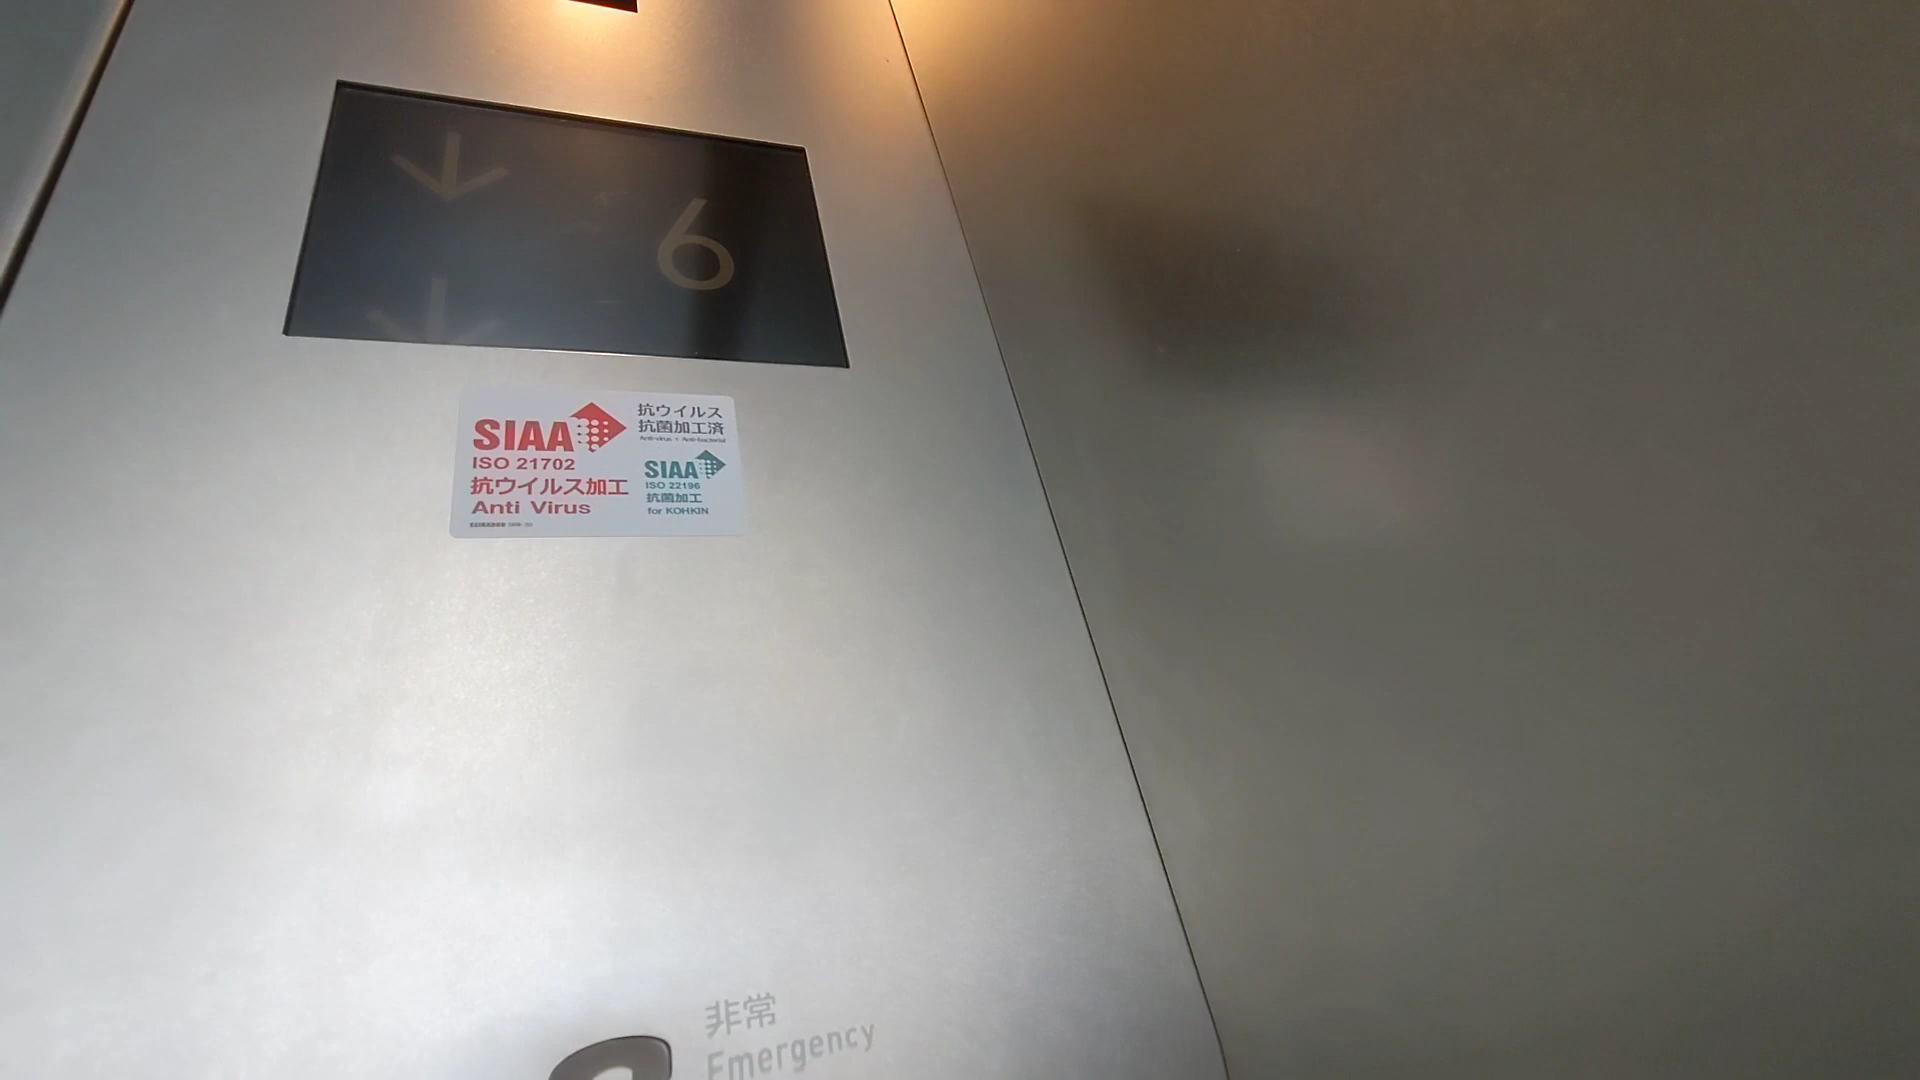 6
SIAA
ISO 21702
抗ウイルス加工
Anti Virus
抗ウイルス
抗菌加工済
Anti-virus + Anti-bacterial
SIAA
ISO 22196
抗菌加工
for KOHKIN
非常
Emergency